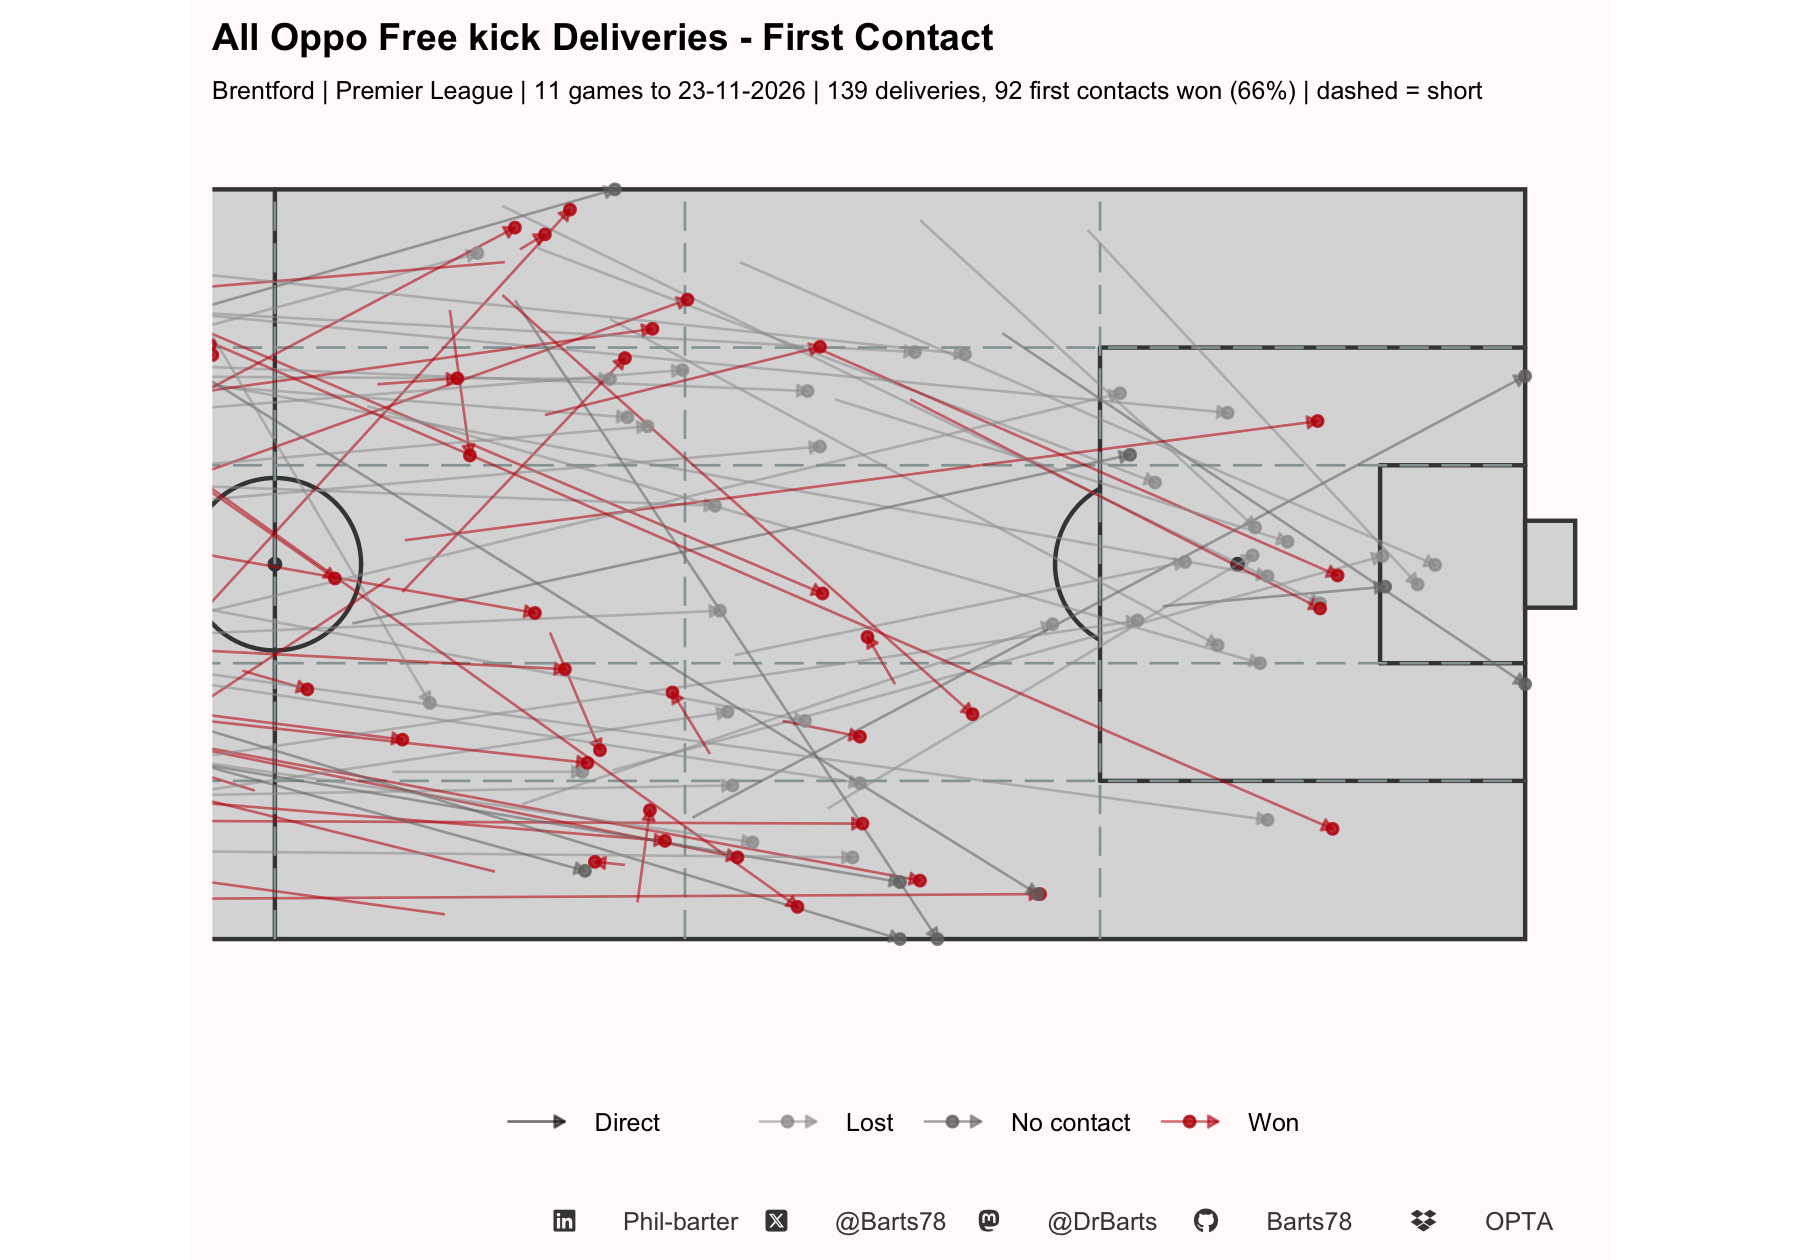 All Oppo Free kick Deliveries - First Contact
Brentford | Premier League | 11 games to 23-11-2026 | 139 deliveries, 92 first contacts won (66%) | dashed = short
Direct Lost No contact Won
Phil-barter @Barts78 @DrBarts Barts78 OPTA